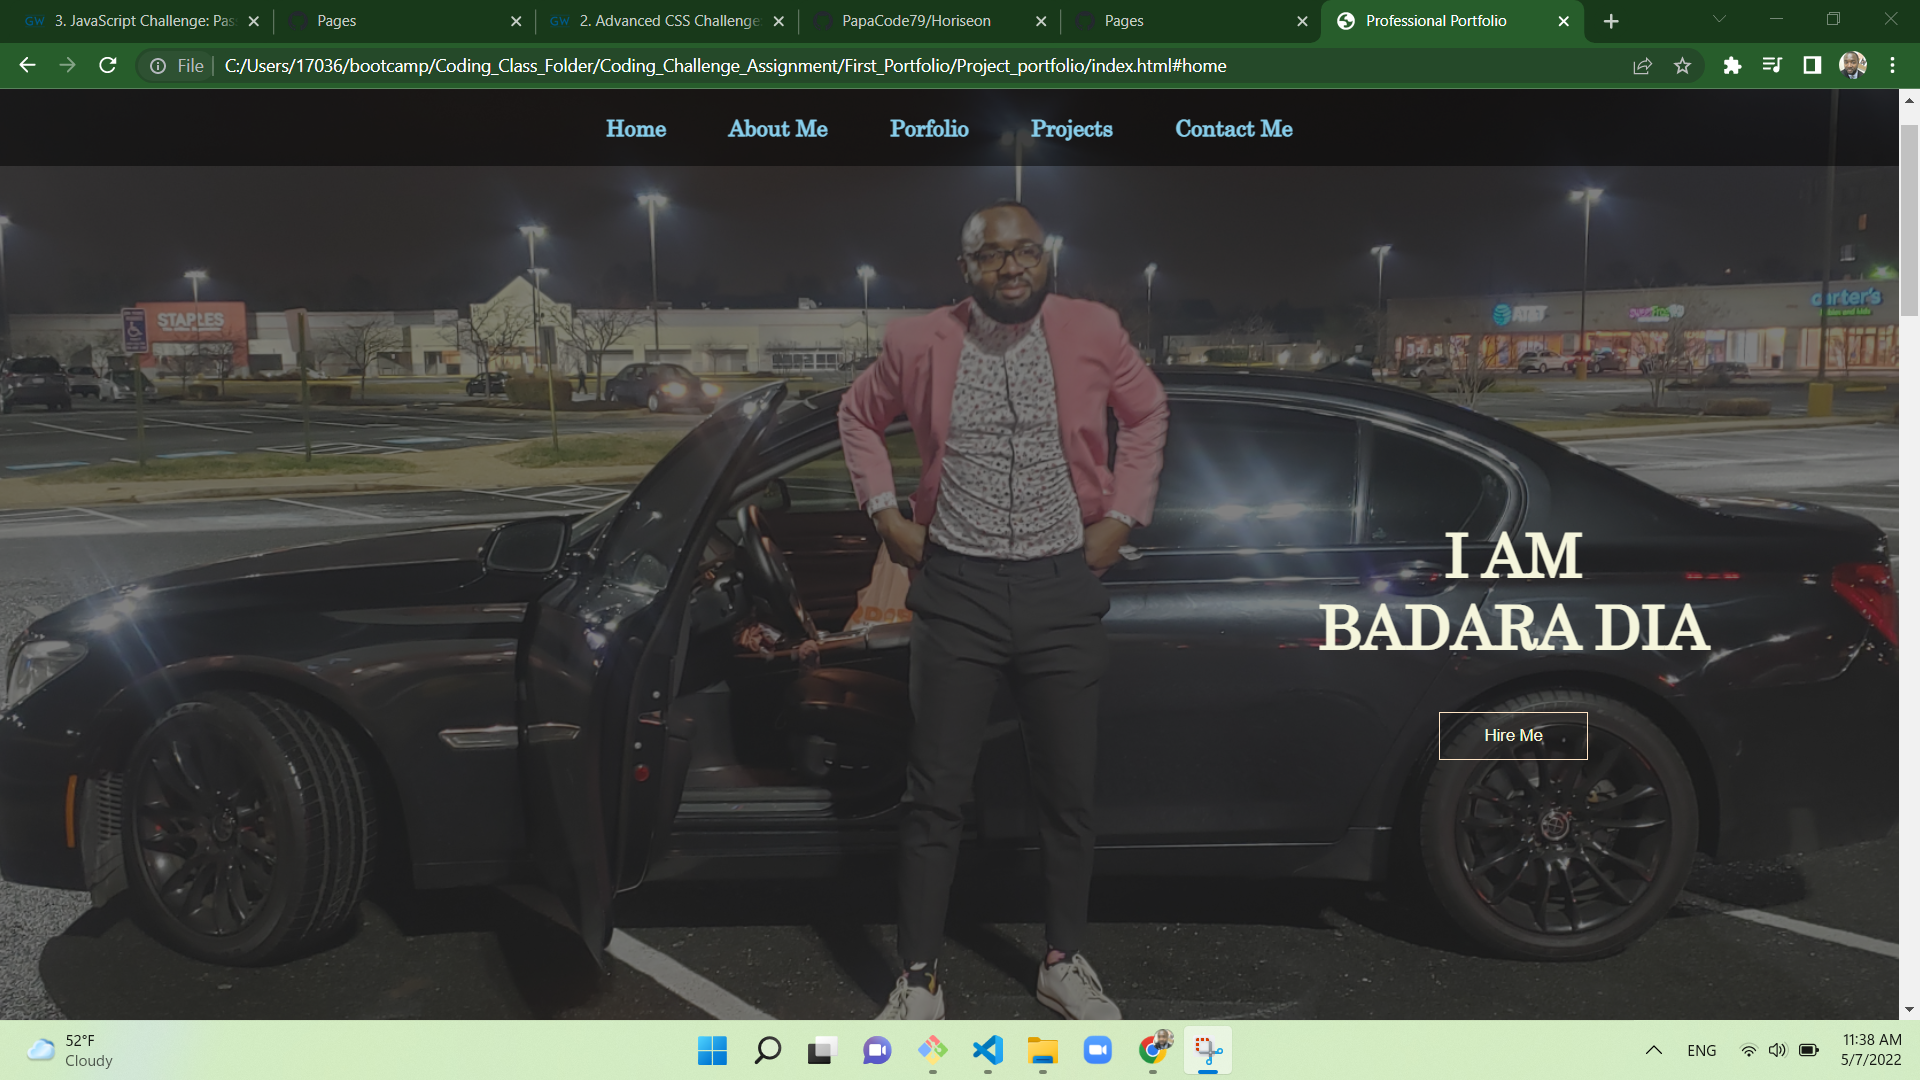 3. JavaScript Challenge: Pas
Pages
2. Advanced CSS Challenge
PapaCode79/Horiseon
Pages
Professional Portfolio
File
C:/Users/17036/bootcamp/Coding_Class_Folder/Coding_Challenge_Assignment/First_Portfolio/Project_portfolio/index.html#home
Home
About Me
Porfolio
Projects
Contact Me
STAPLES
AT&T
carter's
I AM
BADARA DIA
Hire Me
52°F
Cloudy
ENG
11:38 AM
5/7/2022